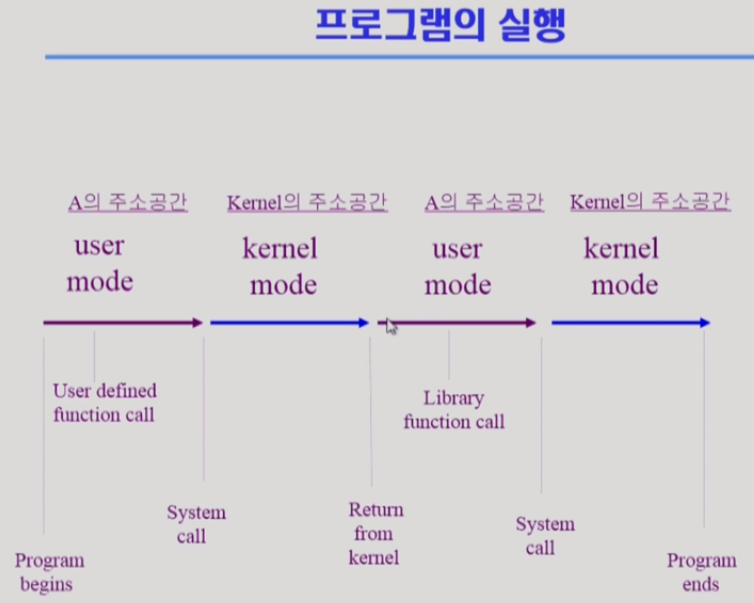 프로그램의 실행
A의 주소공간
Kernel의 주소공간
A의 주소공간
Kernel의 주소공간
user
mode
kernel
mode
user
mode
kernel
mode
User defined
function call
Library
function call
System
call
Return
from
kernel
System
call
Program
begins
Program
ends